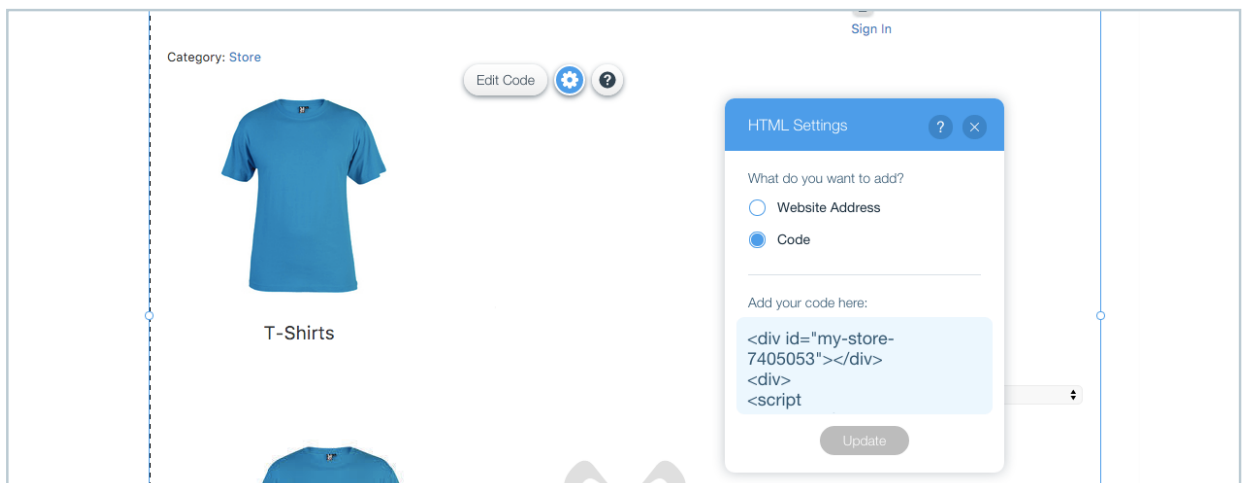 Sign In
Category: Store
Edit Code
HTML Settings
What do you want to add?
Website Address
Code
Add your code here:
<div id="my-store-
7405053"></div>
<div>
<script
T-Shirts
Update